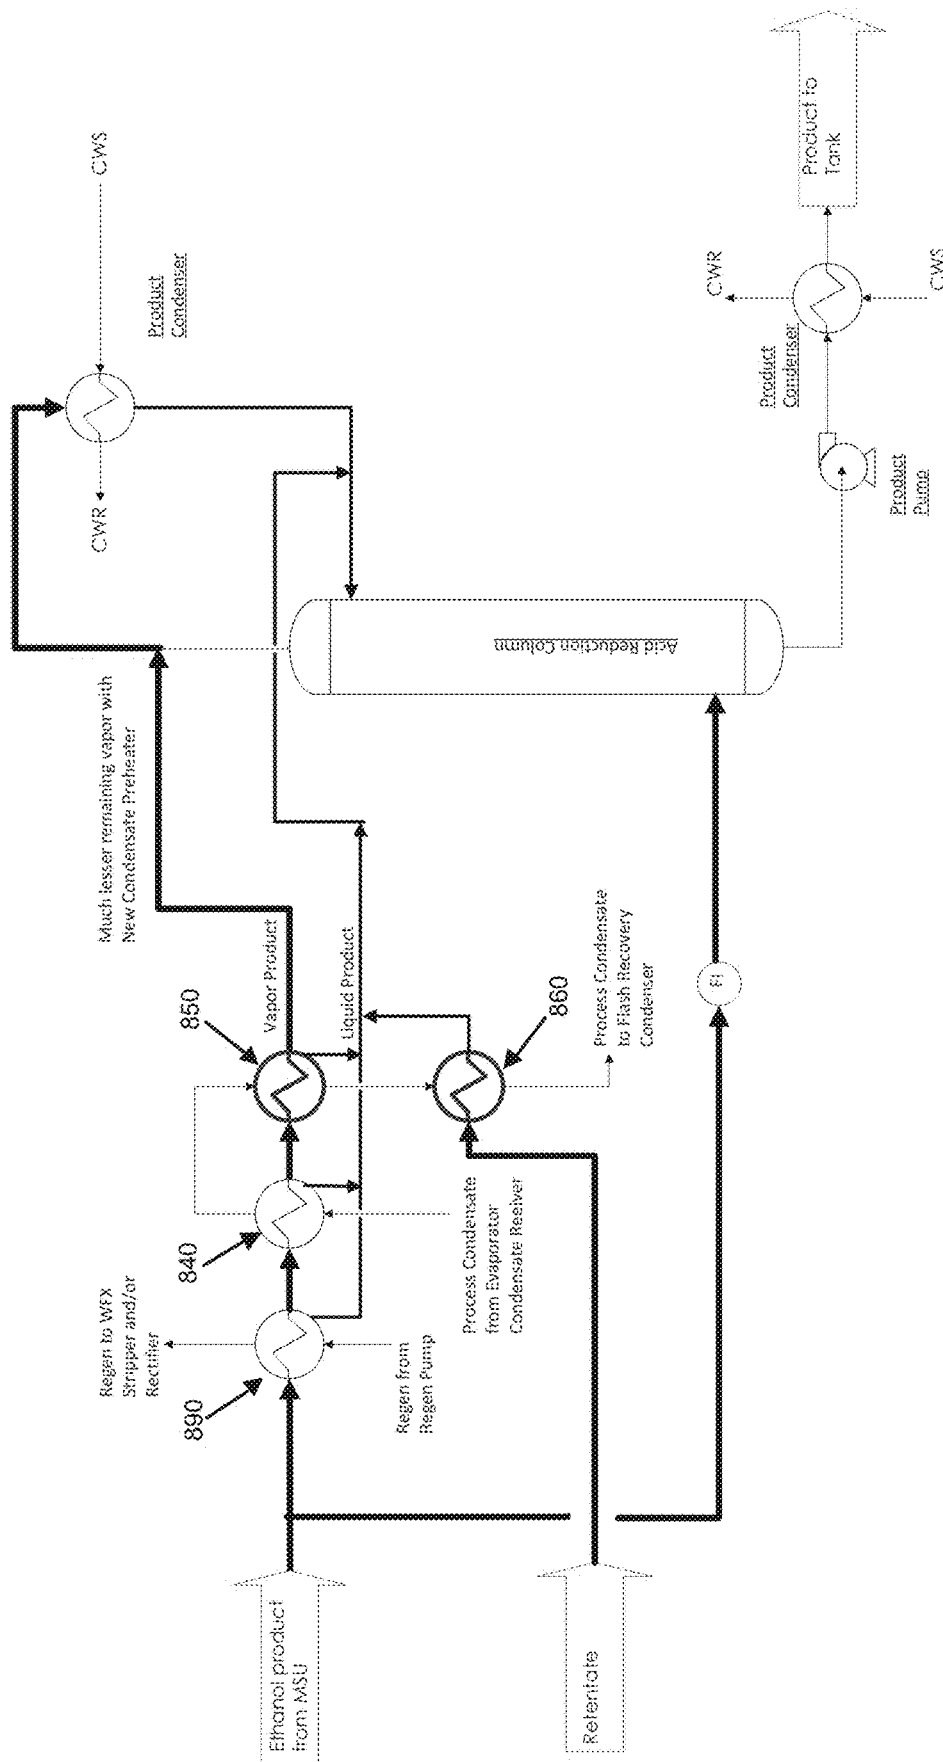 Ethanol product
from MSU
Retentate
890
Regen to WFX
Stripper and/or
Rectifier
Regen from
Regen Pump
840
Process Condensate
from Evaporator
Condensate Reeiver
850
Vapor Product
Liquid Product
860
Process Condensate
to Flash Recovery
Condenser
Much lesser remaining vapor with
New Condensate Preheater
FI
Acid Reduction Column
CWR
CWS
Product
Condenser
Product
Pump
Product
Condenser
CWR
CWS
Product to
Tank